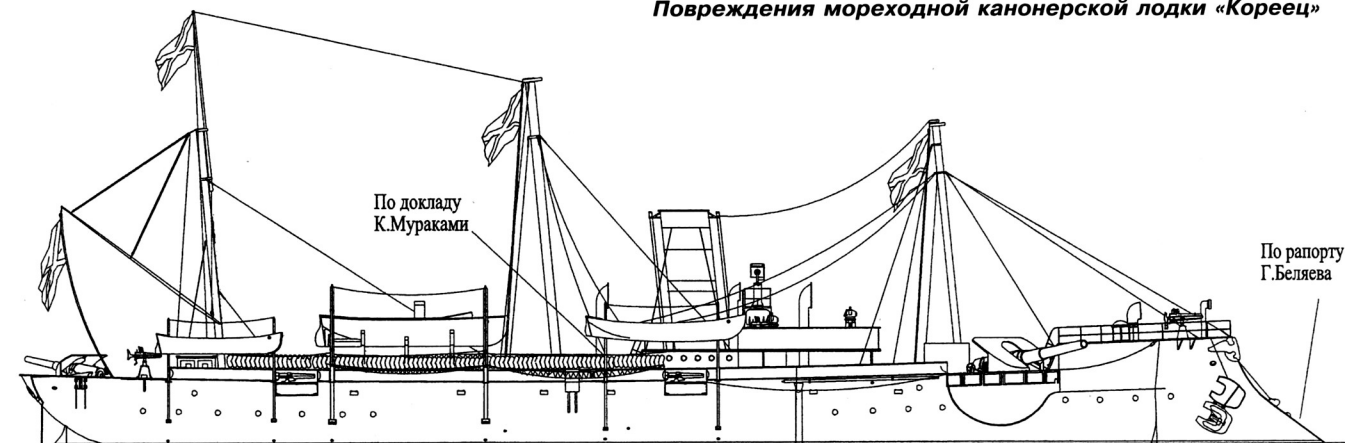 Повреждения мореходной канонерской лодки «Кореец»
По докладу
К.Мураками
По рапорту
Г.Беляева